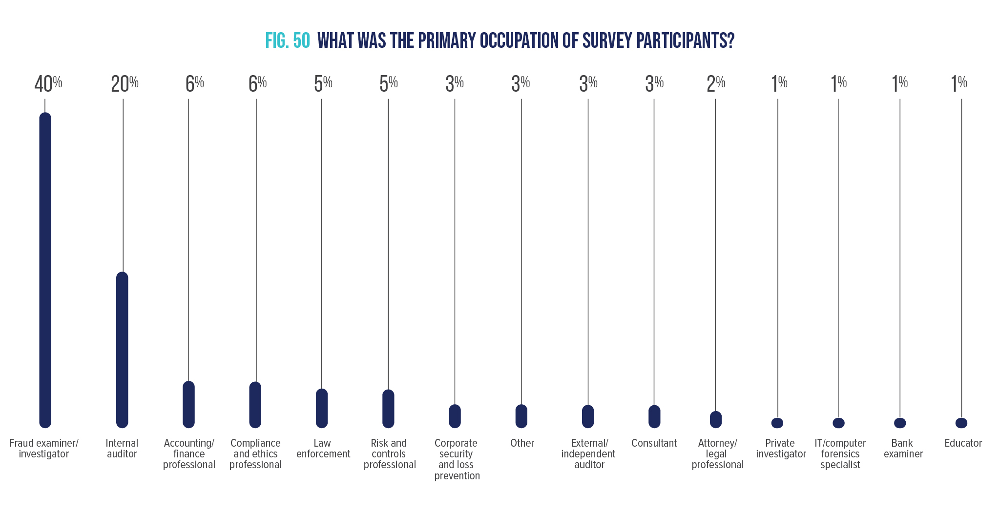 FIG. 50 WHAT WAS THE PRIMARY OCCUPATION OF SURVEY PARTICIPANTS?
40%
20%
6%
6%
5%
5%
3%
3%
3%
3%
2%
1%
1%
1%
1%
Fraud examiner/
investigator
Internal
auditor
Accounting/
finance
professional
Compliance
and ethics
professional
Law
enforcement
Risk and
controls
professional
Corporate
security
and loss
prevention
Other
External/
independent
auditor
Consultant
Attorney/
legal
professional
Private
investigator
IT/computer
forensics
specialist
Bank
examiner
Educator